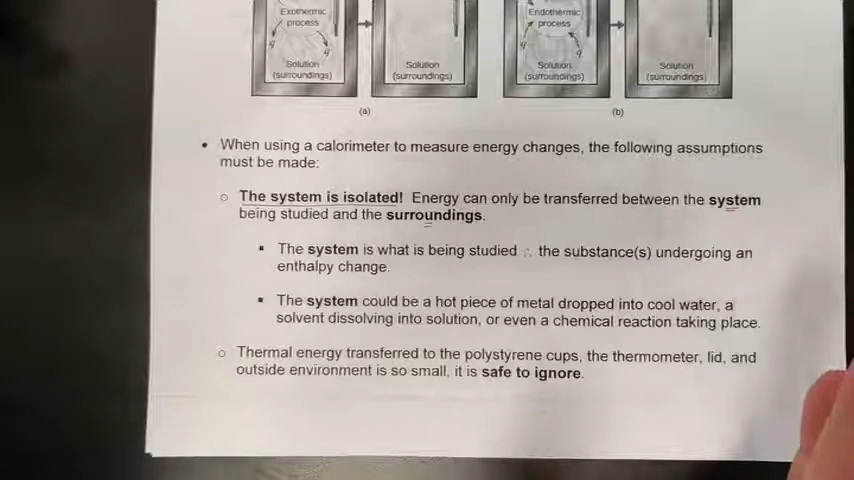 Exothermic Endothermic
process process
q q q q
Solution Solution Solution Solution
(surroundings) (surroundings) (surroundings) (surroundings)
(a) (b)
• When using a calorimeter to measure energy changes, the following assumptions
must be made:
○ The system is isolated! Energy can only be transferred between the system
being studied and the surroundings.
▪ The system is what is being studied ∴ the substance(s) undergoing an
enthalpy change.
▪ The system could be a hot piece of metal dropped into cool water, a
solvent dissolving into solution, or even a chemical reaction taking place.
○ Thermal energy transferred to the polystyrene cups, the thermometer, lid, and
outside environment is so small, it is safe to ignore.